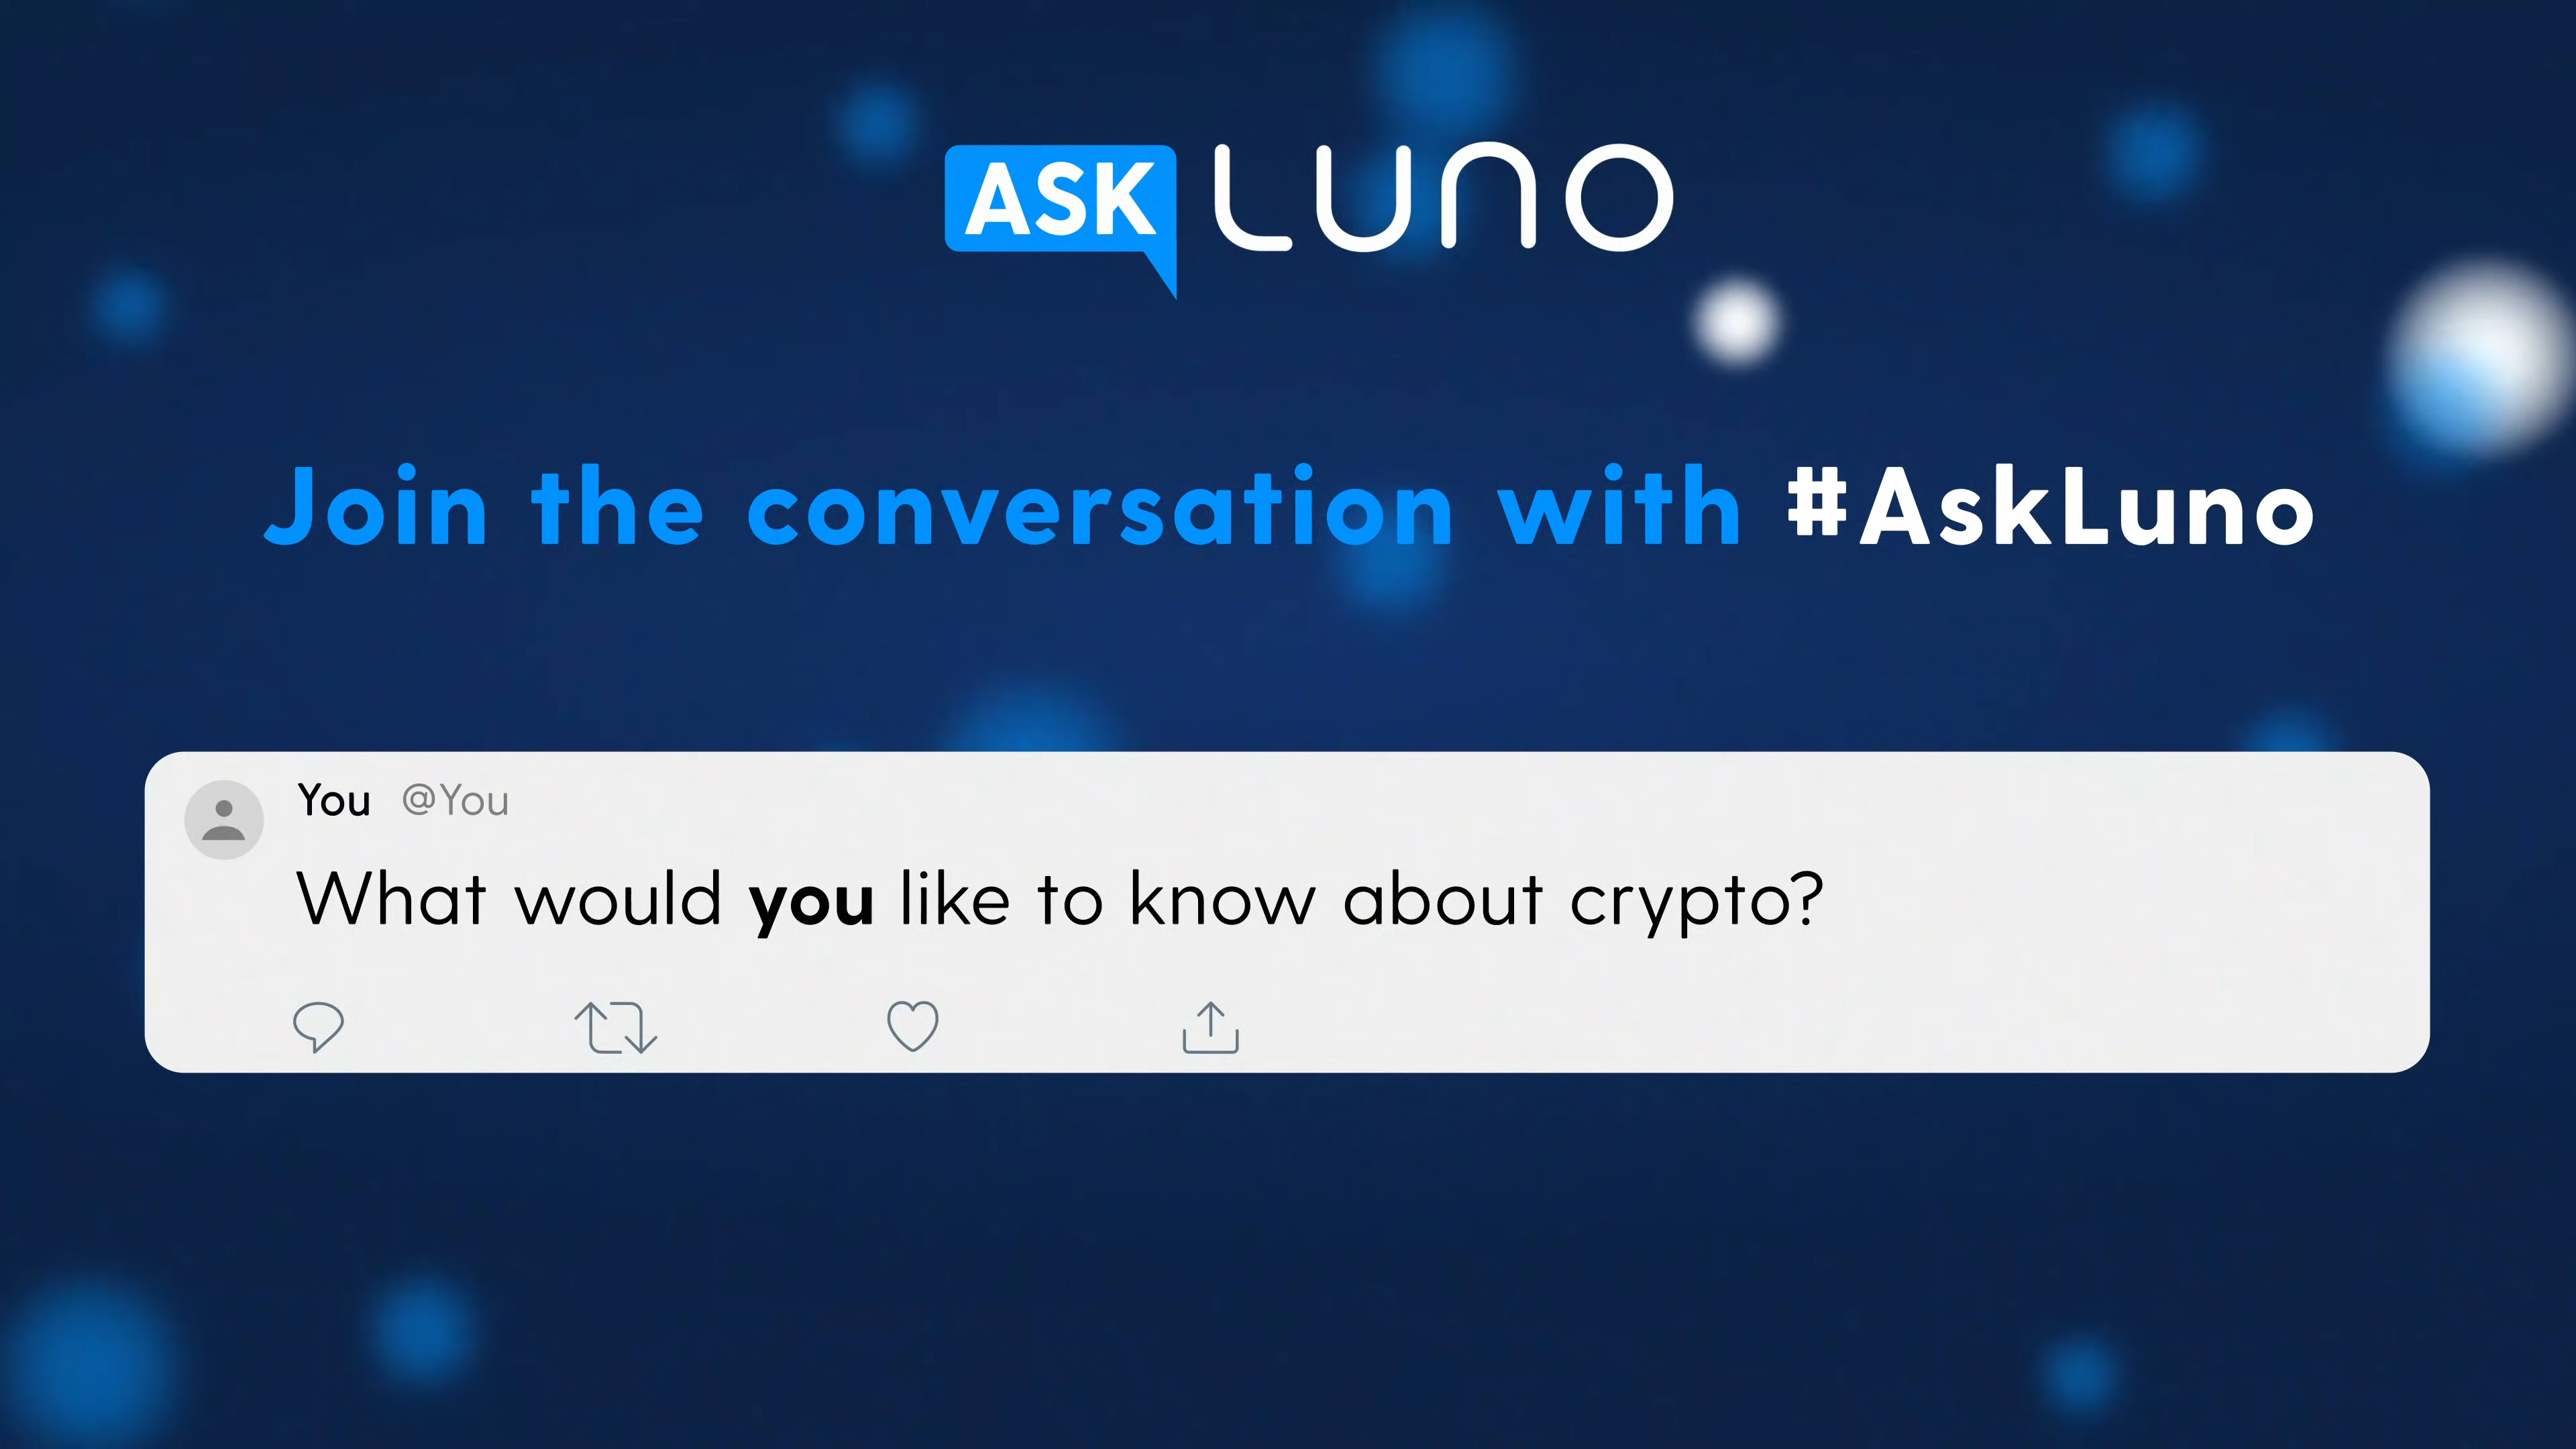 ASK LUNO
Join the conversation with #AskLuno
You @You
What would you like to know about crypto?